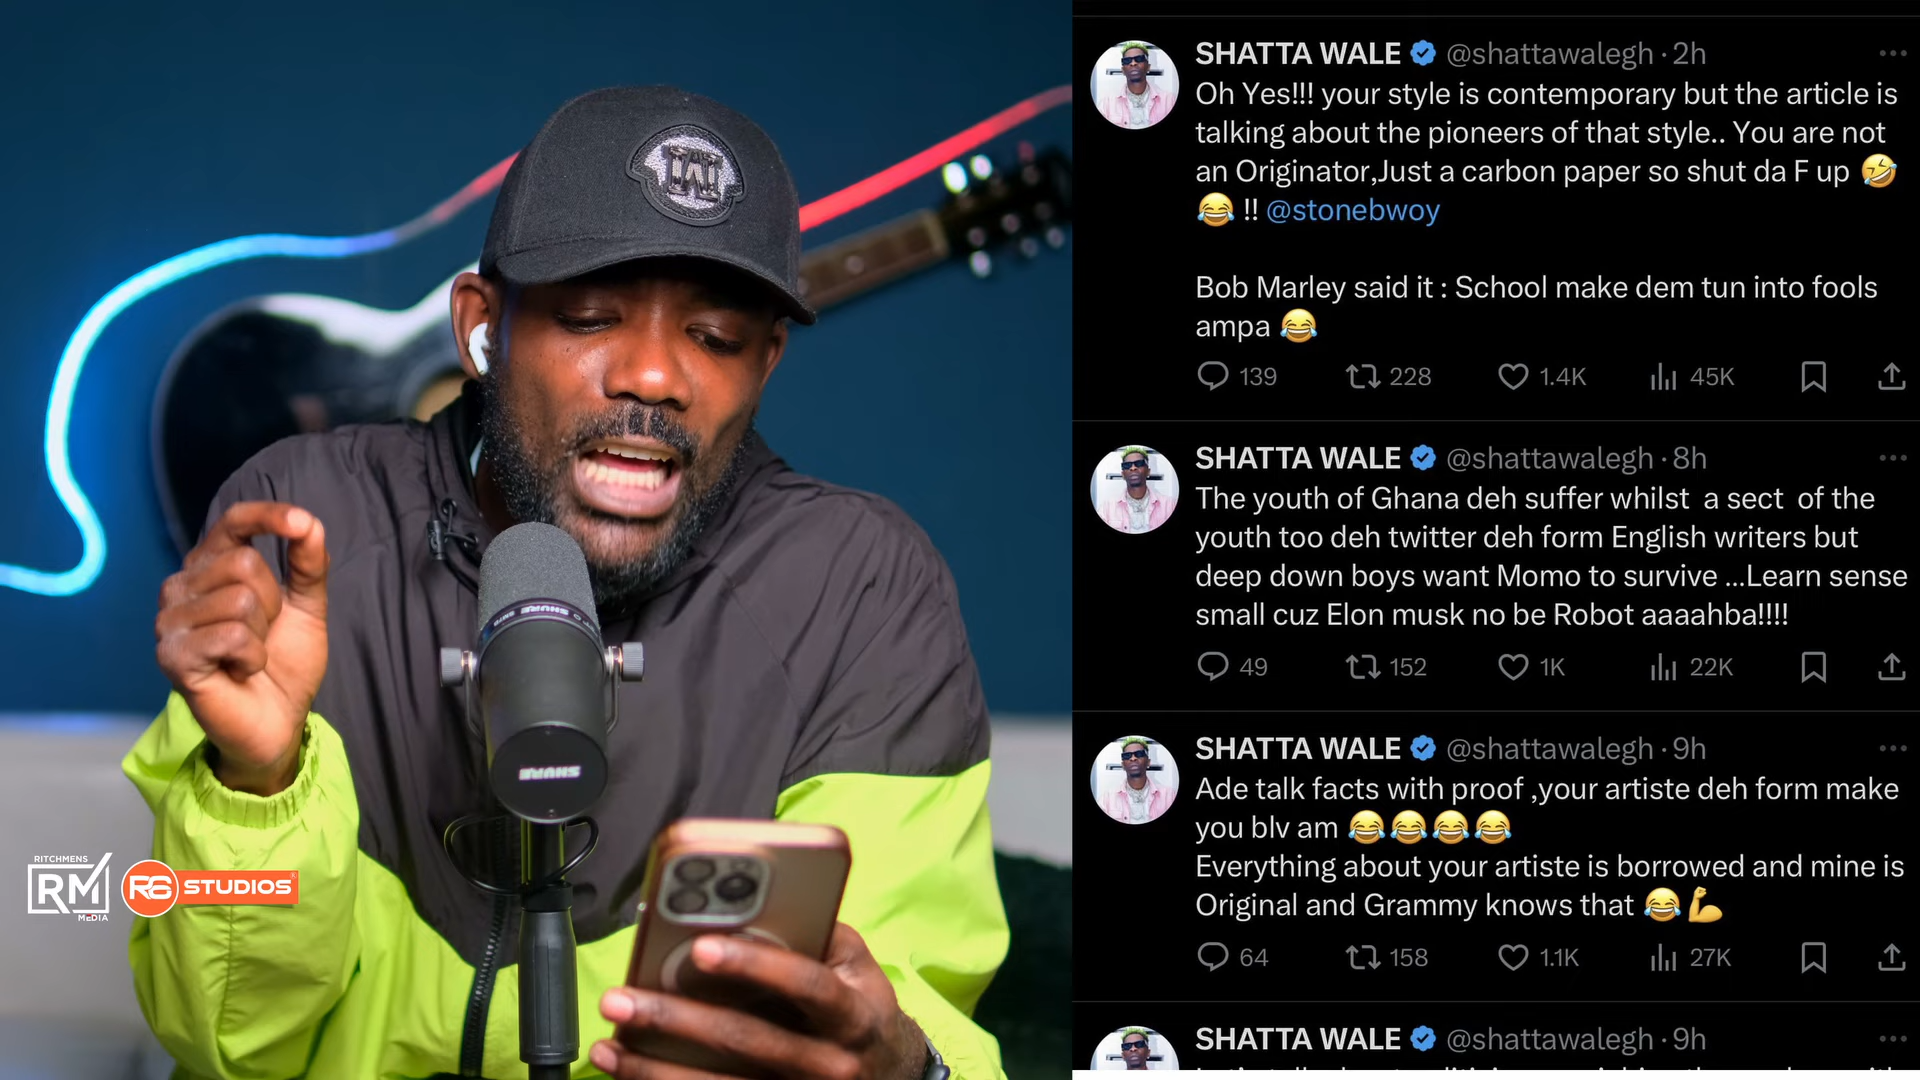 RITCHMENS
RM
MEDIA
R6 STUDIOS
SHURE
SHURE
SHATTA WALE @shattawalegh · 2h
Oh Yes!!! your style is contemporary but the article is
talking about the pioneers of that style.. You are not
an Originator,Just a carbon paper so shut da F up 🤣
😂 !! @stonebwoy
Bob Marley said it : School make dem tun into fools
ampa 😂
139 228 1.4K 45K
SHATTA WALE @shattawalegh · 8h
The youth of Ghana deh suffer whilst  a sect  of the
youth too deh twitter deh form English writers but
deep down boys want Momo to survive ...Learn sense
small cuz Elon musk no be Robot aaaahba!!!!
49 152 1K 22K
SHATTA WALE @shattawalegh · 9h
Ade talk facts with proof ,your artiste deh form make
you blv am 😂😂😂😂
Everything about your artiste is borrowed and mine is
Original and Grammy knows that 😂💪
64 158 1.1K 27K
SHATTA WALE @shattawalegh · 9h